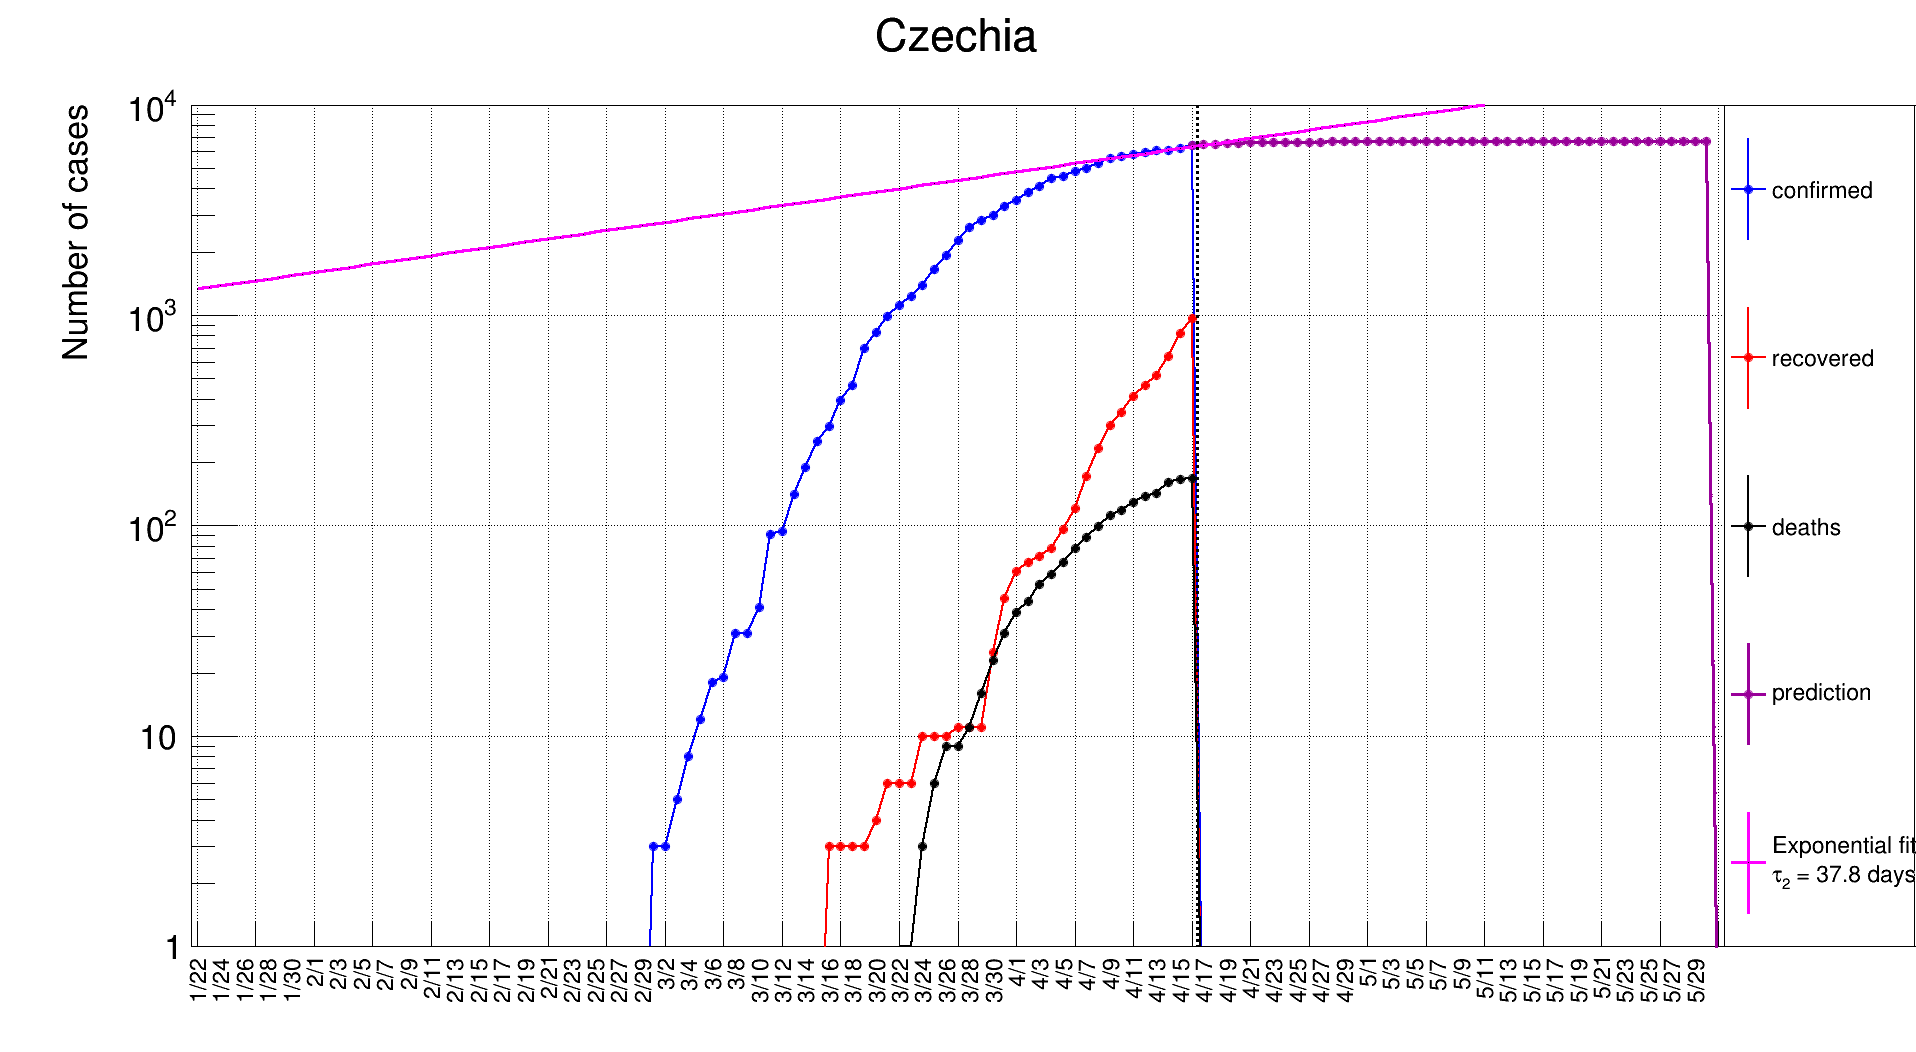 Czechia
Number of cases
10^4
10^3
10^2
10
1
1/22 1/24 1/26 1/28 1/30 2/1 2/3 2/5 2/7 2/9 2/11 2/13 2/15 2/17 2/19 2/21 2/23 2/25 2/27 2/29 3/2 3/4 3/6 3/8 3/10 3/12 3/14 3/16 3/18 3/20 3/22 3/24 3/26 3/28 3/30 4/1 4/3 4/5 4/7 4/9 4/11 4/13 4/15 4/17 4/19 4/21 4/23 4/25 4/27 4/29 5/1 5/3 5/5 5/7 5/9 5/11 5/13 5/15 5/17 5/19 5/21 5/23 5/25 5/27 5/29
confirmed
recovered
deaths
prediction
Exponential fit
τ₂ = 37.8 days